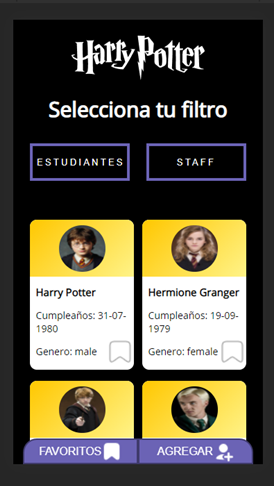 Harry Potter
Selecciona tu filtro
ESTUDIANTES
STAFF
Harry Potter
Cumpleaños: 31-07-
1980
Genero: male
Hermione Granger
Cumpleaños: 19-09-
1979
Genero: female
FAVORITOS
AGREGAR